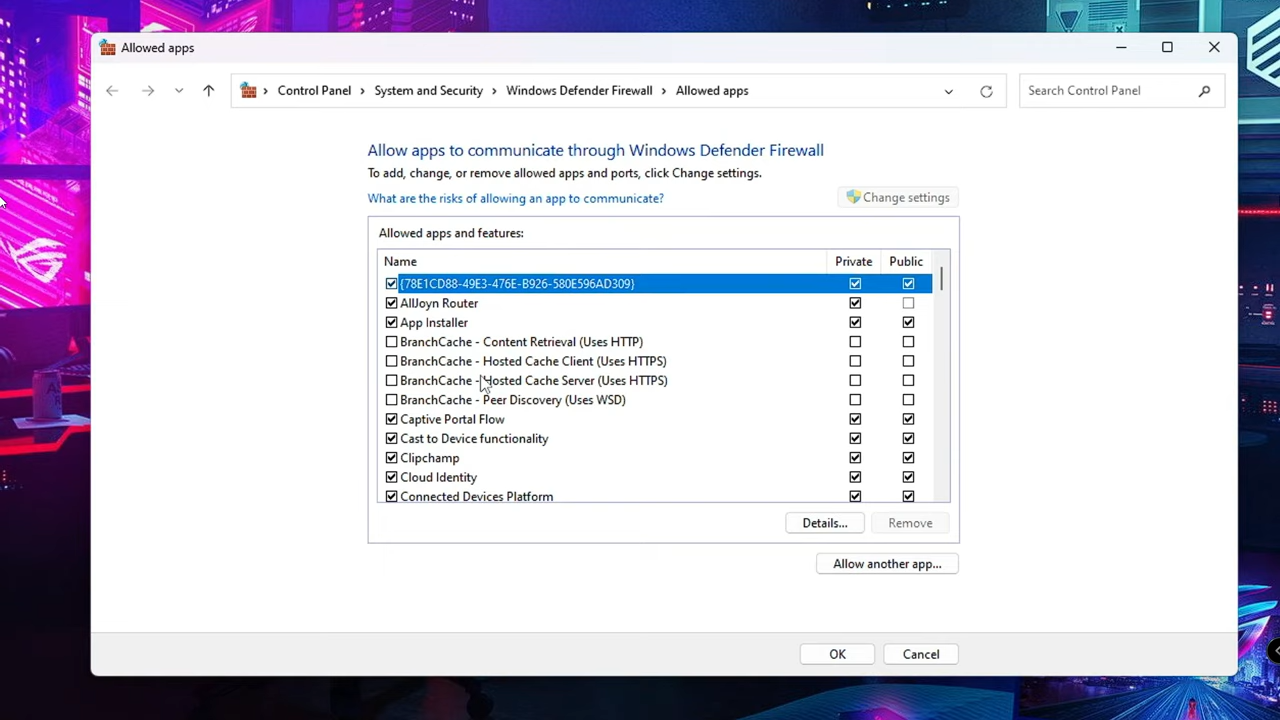 Allowed apps
Control Panel > System and Security > Windows Defender Firewall > Allowed apps
Search Control Panel
Allow apps to communicate through Windows Defender Firewall
To add, change, or remove allowed apps and ports, click Change settings.
What are the risks of allowing an app to communicate?
Change settings
Allowed apps and features:
Name Private Public
{78E1CD88-49E3-476E-B926-580E596AD309}
AllJoyn Router
App Installer
BranchCache - Content Retrieval (Uses HTTP)
BranchCache - Hosted Cache Client (Uses HTTPS)
BranchCache - Hosted Cache Server (Uses HTTPS)
BranchCache - Peer Discovery (Uses WSD)
Captive Portal Flow
Cast to Device functionality
Clipchamp
Cloud Identity
Connected Devices Platform
Details... Remove
Allow another app...
OK Cancel